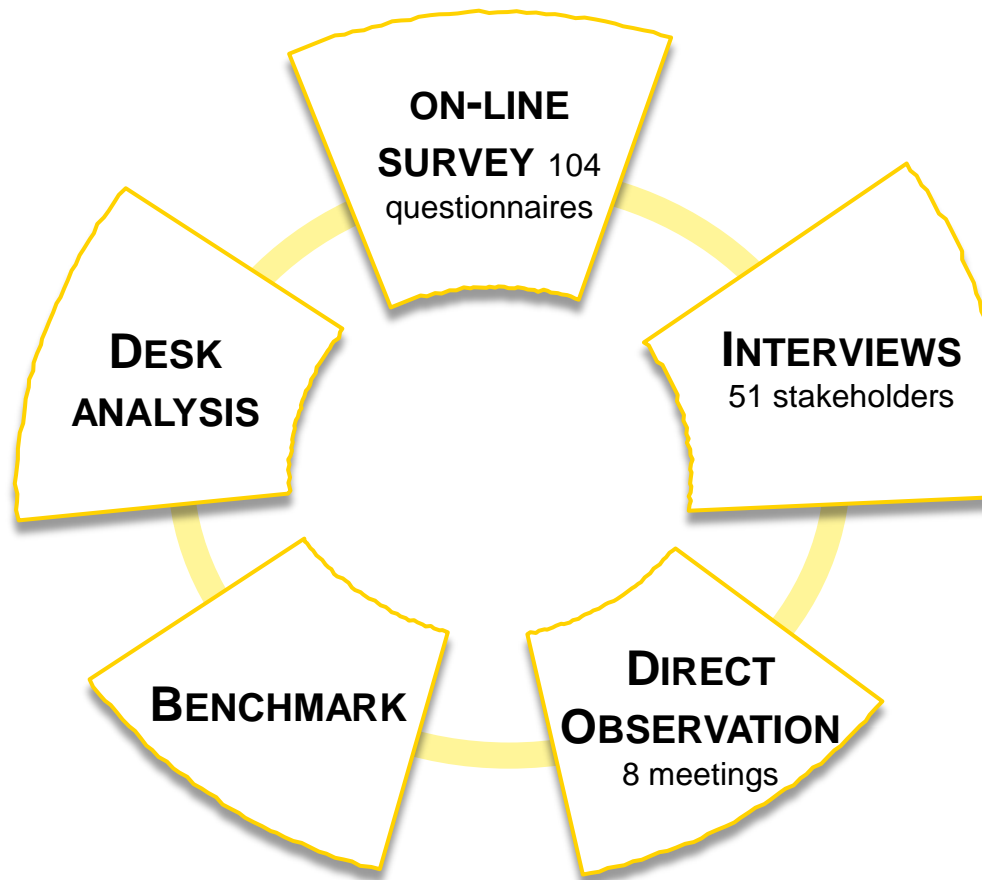 ON-LINE
SURVEY 104
questionnaires
INTERVIEWS
51 stakeholders
DIRECT
OBSERVATION
8 meetings
BENCHMARK
DESK
ANALYSIS